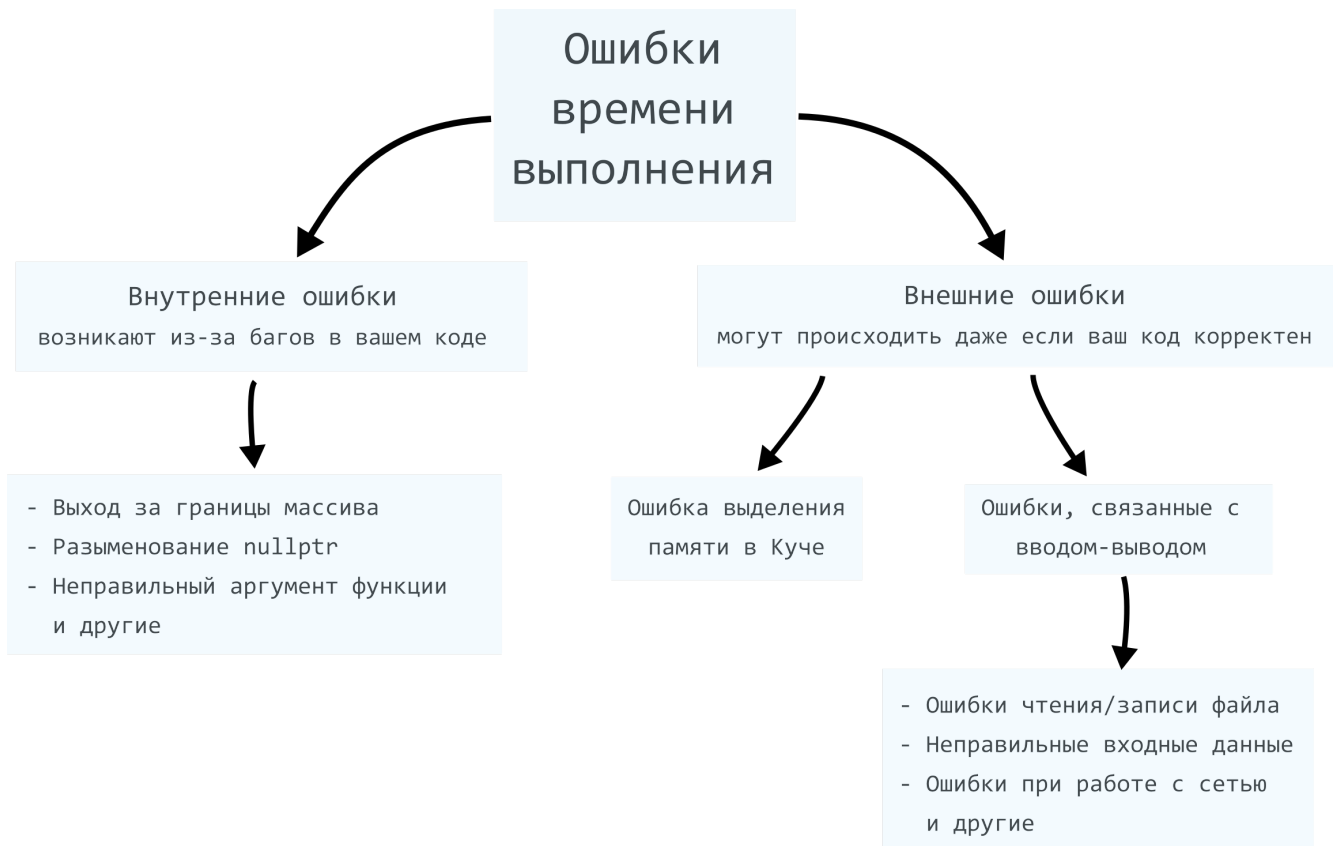 Ошибки
времени
выполнения
Внутренние ошибки
возникают из-за багов в вашем коде
Внешние ошибки
могут происходить даже если ваш код корректен
- Выход за границы массива
- Разыменование nullptr
- Неправильный аргумент функции
и другие
Ошибка выделения
памяти в Куче
Ошибки, связанные с
вводом-выводом
- Ошибки чтения/записи файла
- Неправильные входные данные
- Ошибки при работе с сетью
и другие